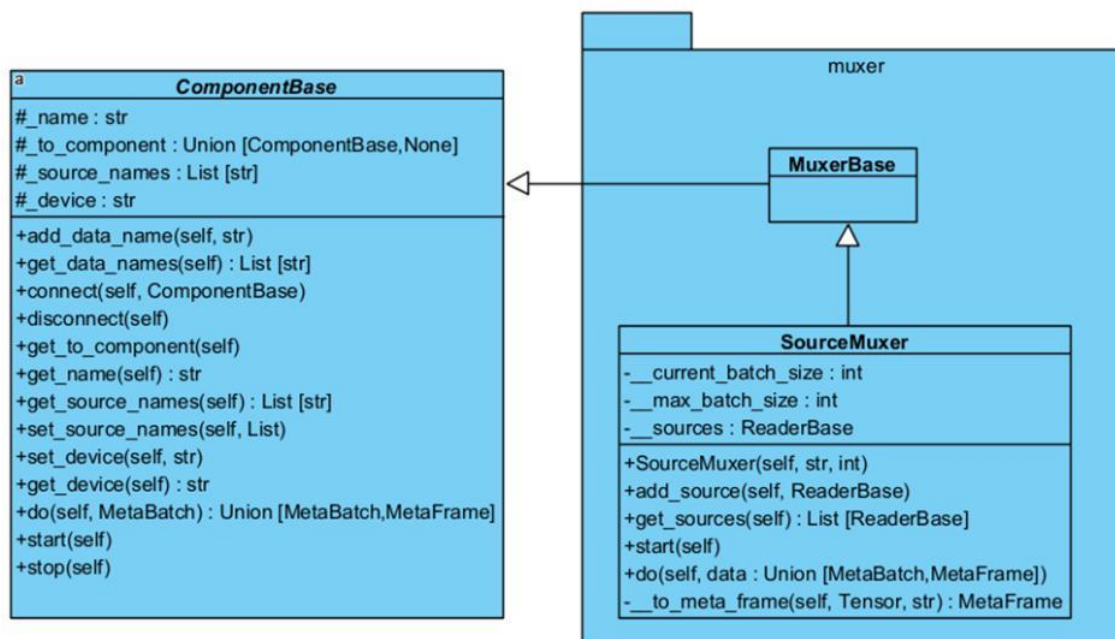 a
ComponentBase
#_name : str
#_to_component : Union [ComponentBase,None]
#_source_names : List [str]
#_device : str
+add_data_name(self, str)
+get_data_names(self) : List [str]
+connect(self, ComponentBase)
+disconnect(self)
+get_to_component(self)
+get_name(self) : str
+get_source_names(self) : List [str]
+set_source_names(self, List)
+set_device(self, str)
+get_device(self) : str
+do(self, MetaBatch) : Union [MetaBatch,MetaFrame]
+start(self)
+stop(self)
muxer
MuxerBase
SourceMuxer
-__current_batch_size : int
-__max_batch_size : int
-__sources : ReaderBase
+SourceMuxer(self, str, int)
+add_source(self, ReaderBase)
+get_sources(self) : List [ReaderBase]
+start(self)
+do(self, data : Union [MetaBatch,MetaFrame])
-__to_meta_frame(self, Tensor, str) : MetaFrame